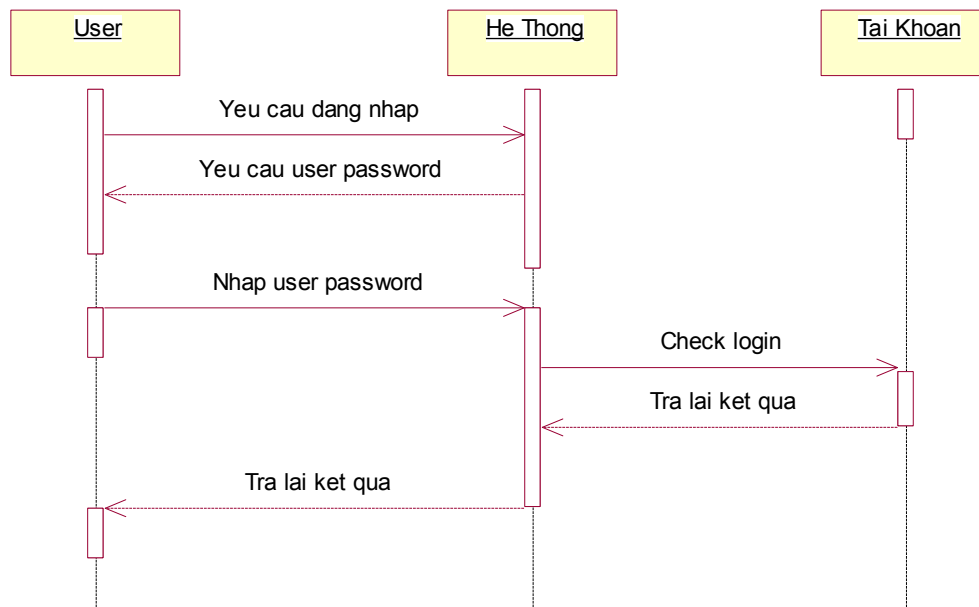 User
He Thong
Tai Khoan
Yeu cau dang nhap
Yeu cau user password
Nhap user password
Check login
Tra lai ket qua
Tra lai ket qua